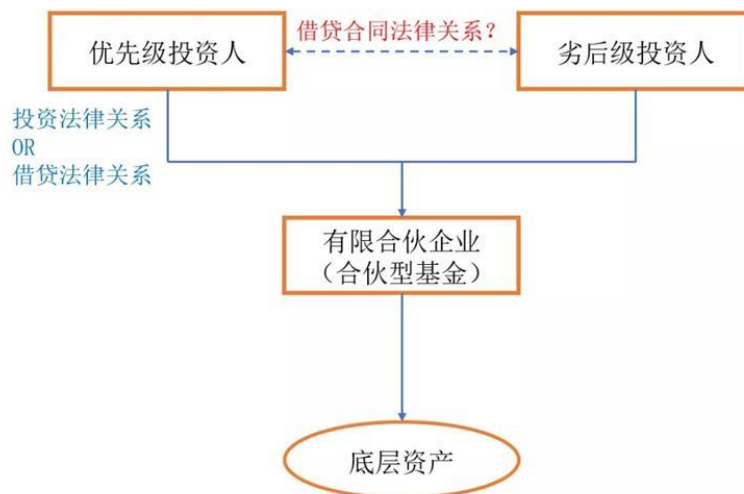 借贷合同法律关系?
优先级投资人
劣后级投资人
投资法律关系
OR
借贷法律关系
有限合伙企业
（合伙型基金）
底层资产